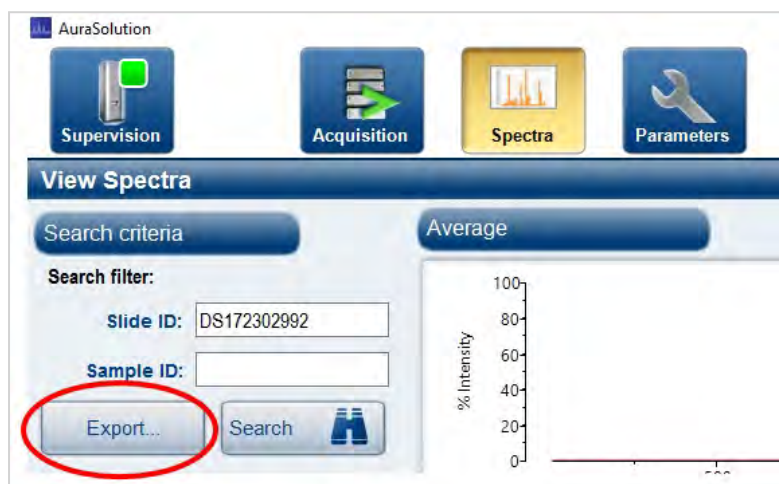 AuraSolution
Supervision
Acquisition
Spectra
Parameters
View Spectra
Search criteria
Average
Search filter:
Slide ID: DS172302992
Sample ID:
Export...
Search
% Intensity
100
80
60
40
20
0